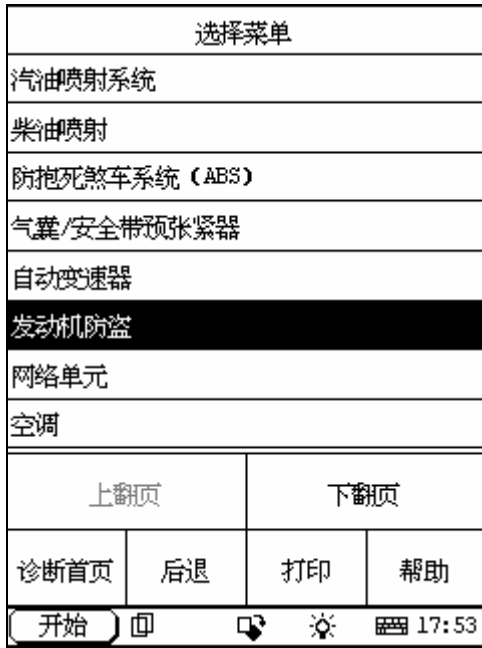 选择菜单
汽油喷射系统
柴油喷射
防抱死煞车系统（ABS）
气囊/安全带预张紧器
自动变速器
发动机防盗
网络单元
空调
上翻页 下翻页
诊断首页 后退 打印 帮助
开始 17:53